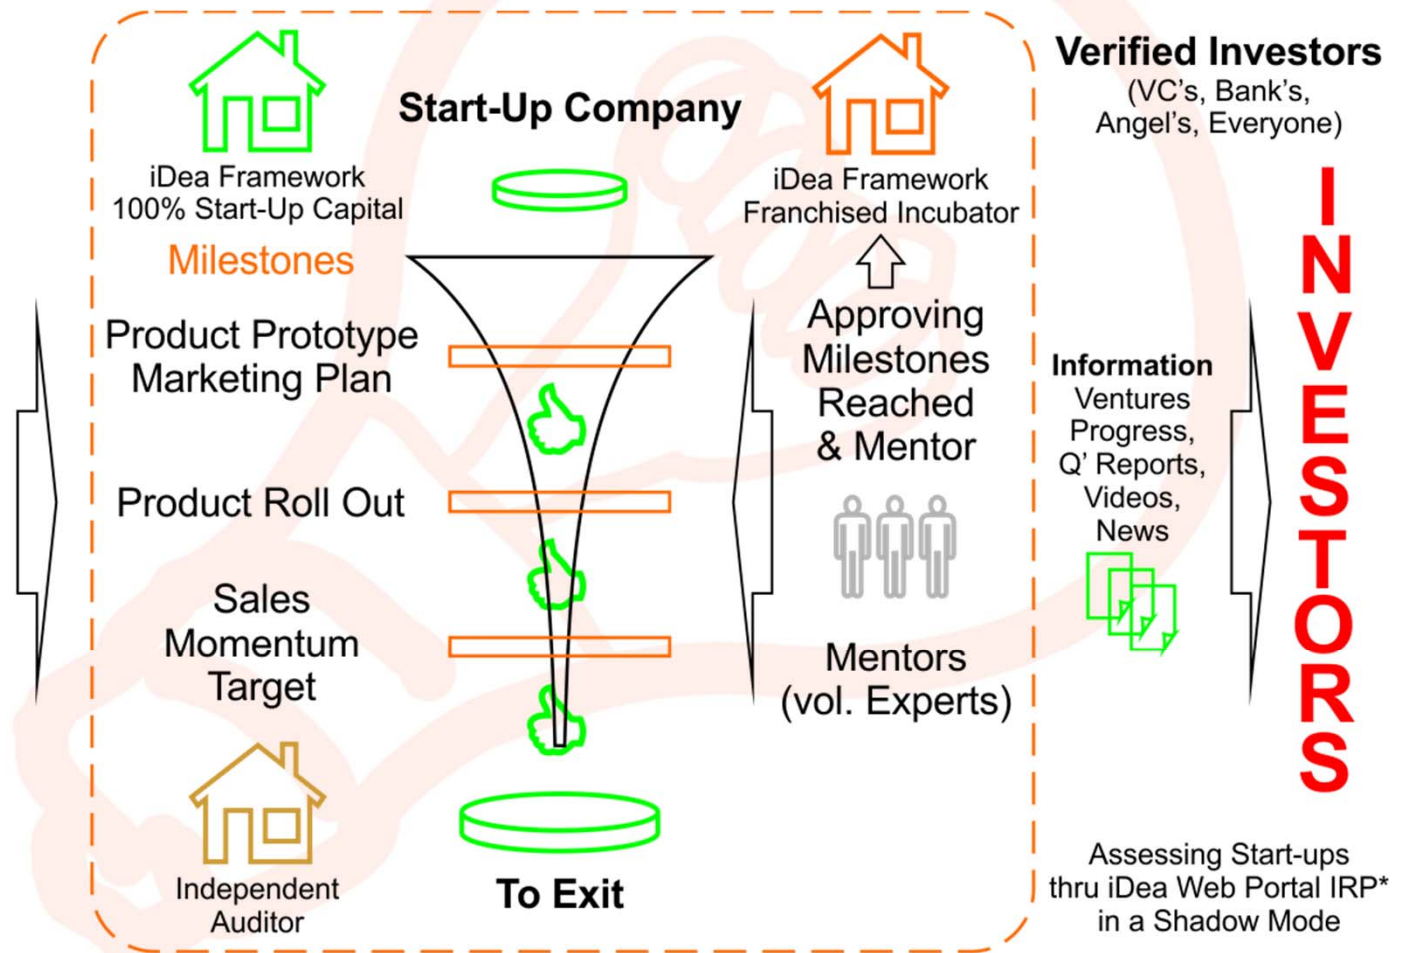 Start-Up Company
iDea Framework
100% Start-Up Capital
Milestones
Product Prototype
Marketing Plan
Product Roll Out
Sales
Momentum
Target
Independent
Auditor
To Exit
iDea Framework
Franchised Incubator
Approving
Milestones
Reached
& Mentor
Mentors
(vol. Experts)
Verified Investors
(VC's, Bank's,
Angel's, Everyone)
Information
Ventures
Progress,
Q' Reports,
Videos,
News
INVESTORS
Assessing Start-ups
thru iDea Web Portal IRP*
in a Shadow Mode